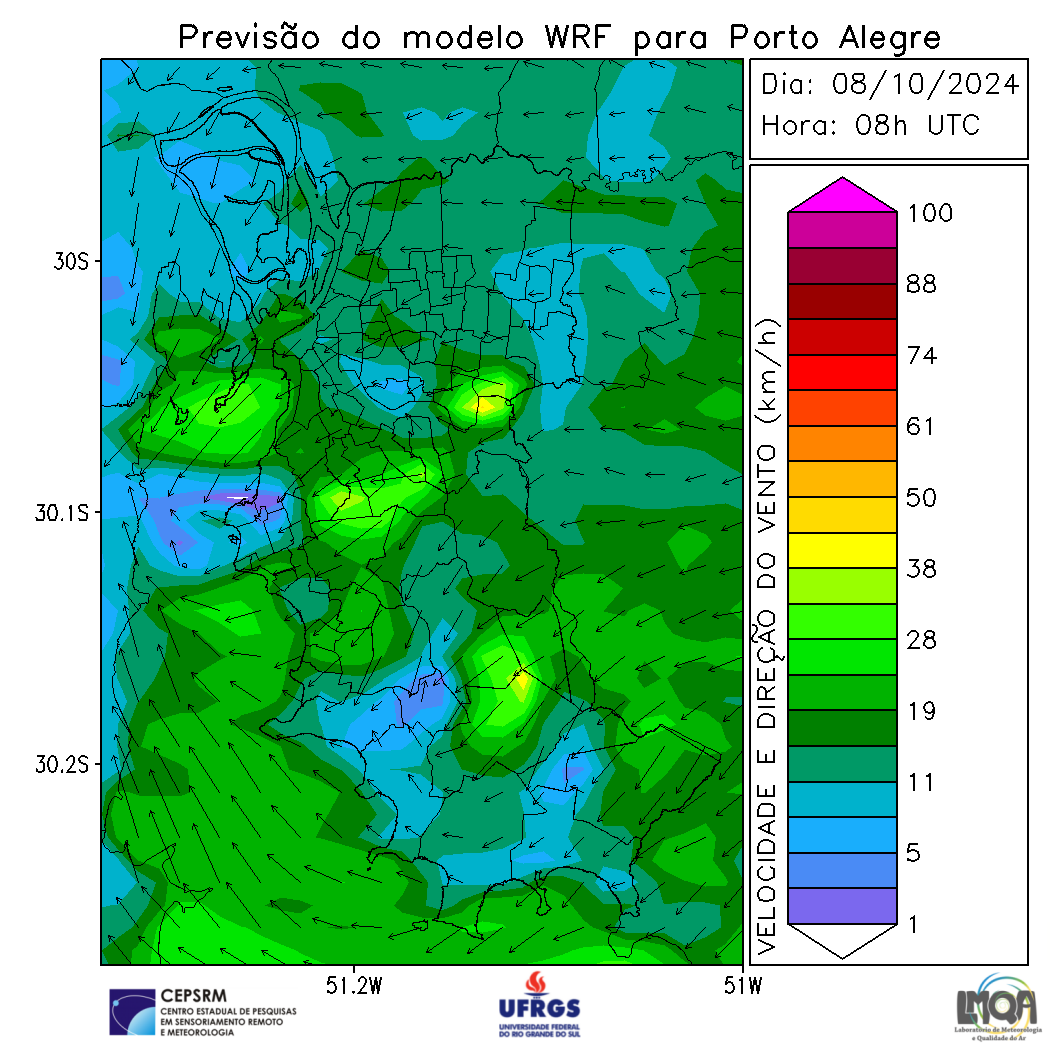 Previsão do modelo WRF para Porto Alegre
Dia: 08/10/2024
Hora: 08h UTC
30S
30.1S
30.2S
51.2W
51W
VELOCIDADE E DIREÇÃO DO VENTO (km/h)
100
88
74
61
50
38
28
19
11
5
1
CEPSRM
CENTRO ESTADUAL DE PESQUISAS
EM SENSORIAMENTO REMOTO
E METEOROLOGIA
UFRGS
UNIVERSIDADE FEDERAL
DO RIO GRANDE DO SUL
LMQA
Laboratório de Meteorologia
e Qualidade do Ar